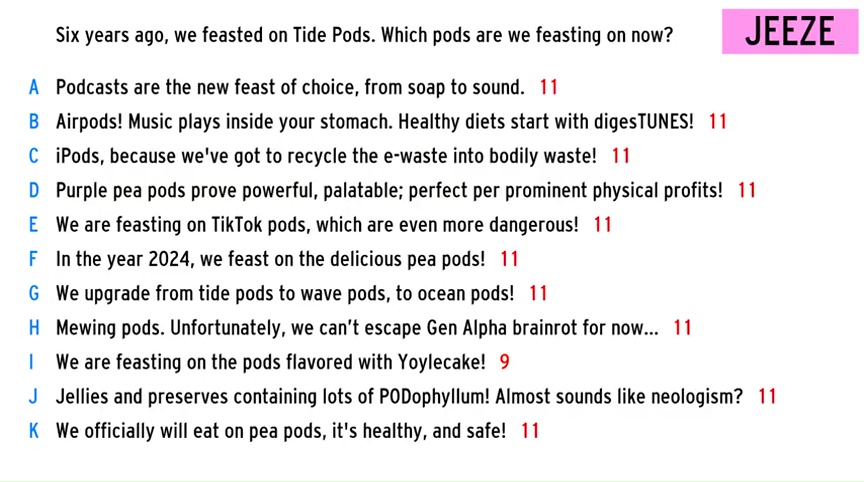 Six years ago, we feasted on Tide Pods. Which pods are we feasting on now?
JEEZE
A Podcasts are the new feast of choice, from soap to sound. 11
B Airpods! Music plays inside your stomach. Healthy diets start with digesTUNES! 11
C iPods, because we've got to recycle the e-waste into bodily waste! 11
D Purple pea pods prove powerful, palatable; perfect per prominent physical profits! 11
E We are feasting on TikTok pods, which are even more dangerous! 11
F In the year 2024, we feast on the delicious pea pods! 11
G We upgrade from tide pods to wave pods, to ocean pods! 11
H Mewing pods. Unfortunately, we can't escape Gen Alpha brainrot for now... 11
I We are feasting on the pods flavored with Yoylecake! 9
J Jellies and preserves containing lots of PODophyllum! Almost sounds like neologism? 11
K We officially will eat on pea pods, it's healthy, and safe! 11